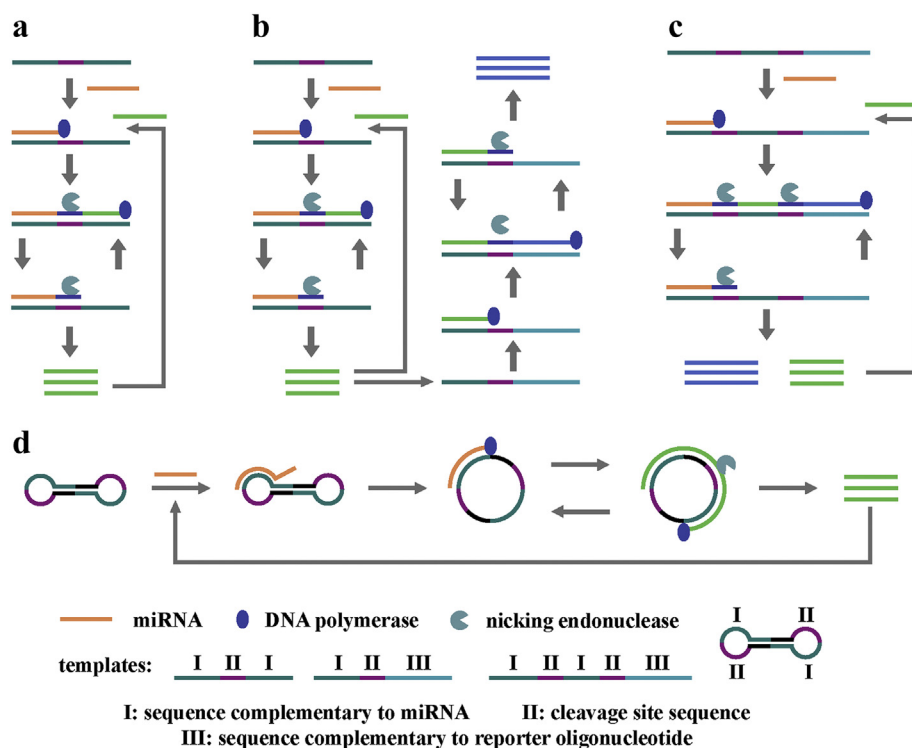 a b c
d
miRNA DNA polymerase nicking endonuclease
templates: I II I I II III I II I II III
I II
II I
I: sequence complementary to miRNA II: cleavage site sequence
III: sequence complementary to reporter oligonucleotide